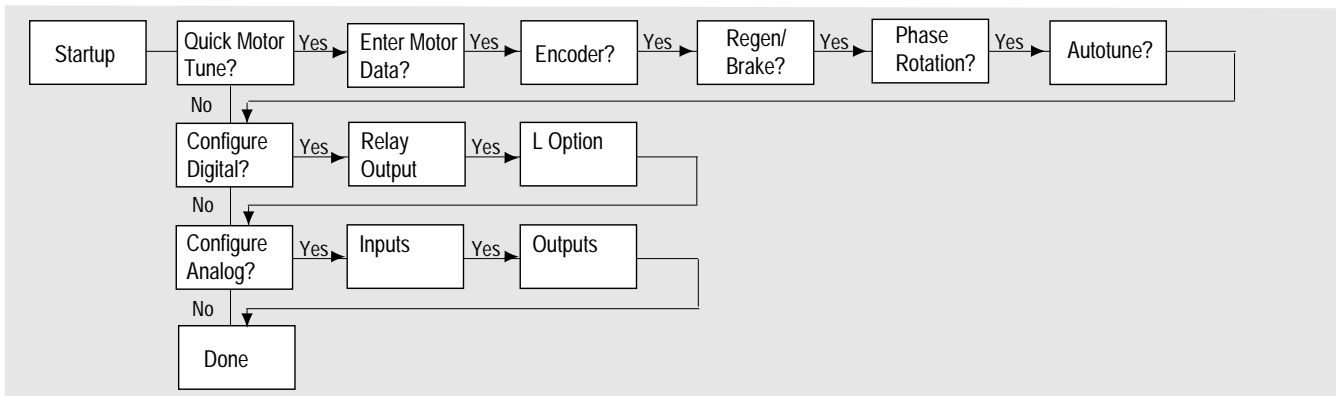 Startup
Quick Motor
Tune?
Yes
Enter Motor
Data?
Yes
Encoder?
Yes
Regen/
Brake?
Yes
Phase
Rotation?
Yes
Autotune?
No
Configure
Digital?
Yes
Relay
Output
Yes
L Option
No
Configure
Analog?
Yes
Inputs
Yes
Outputs
No
Done